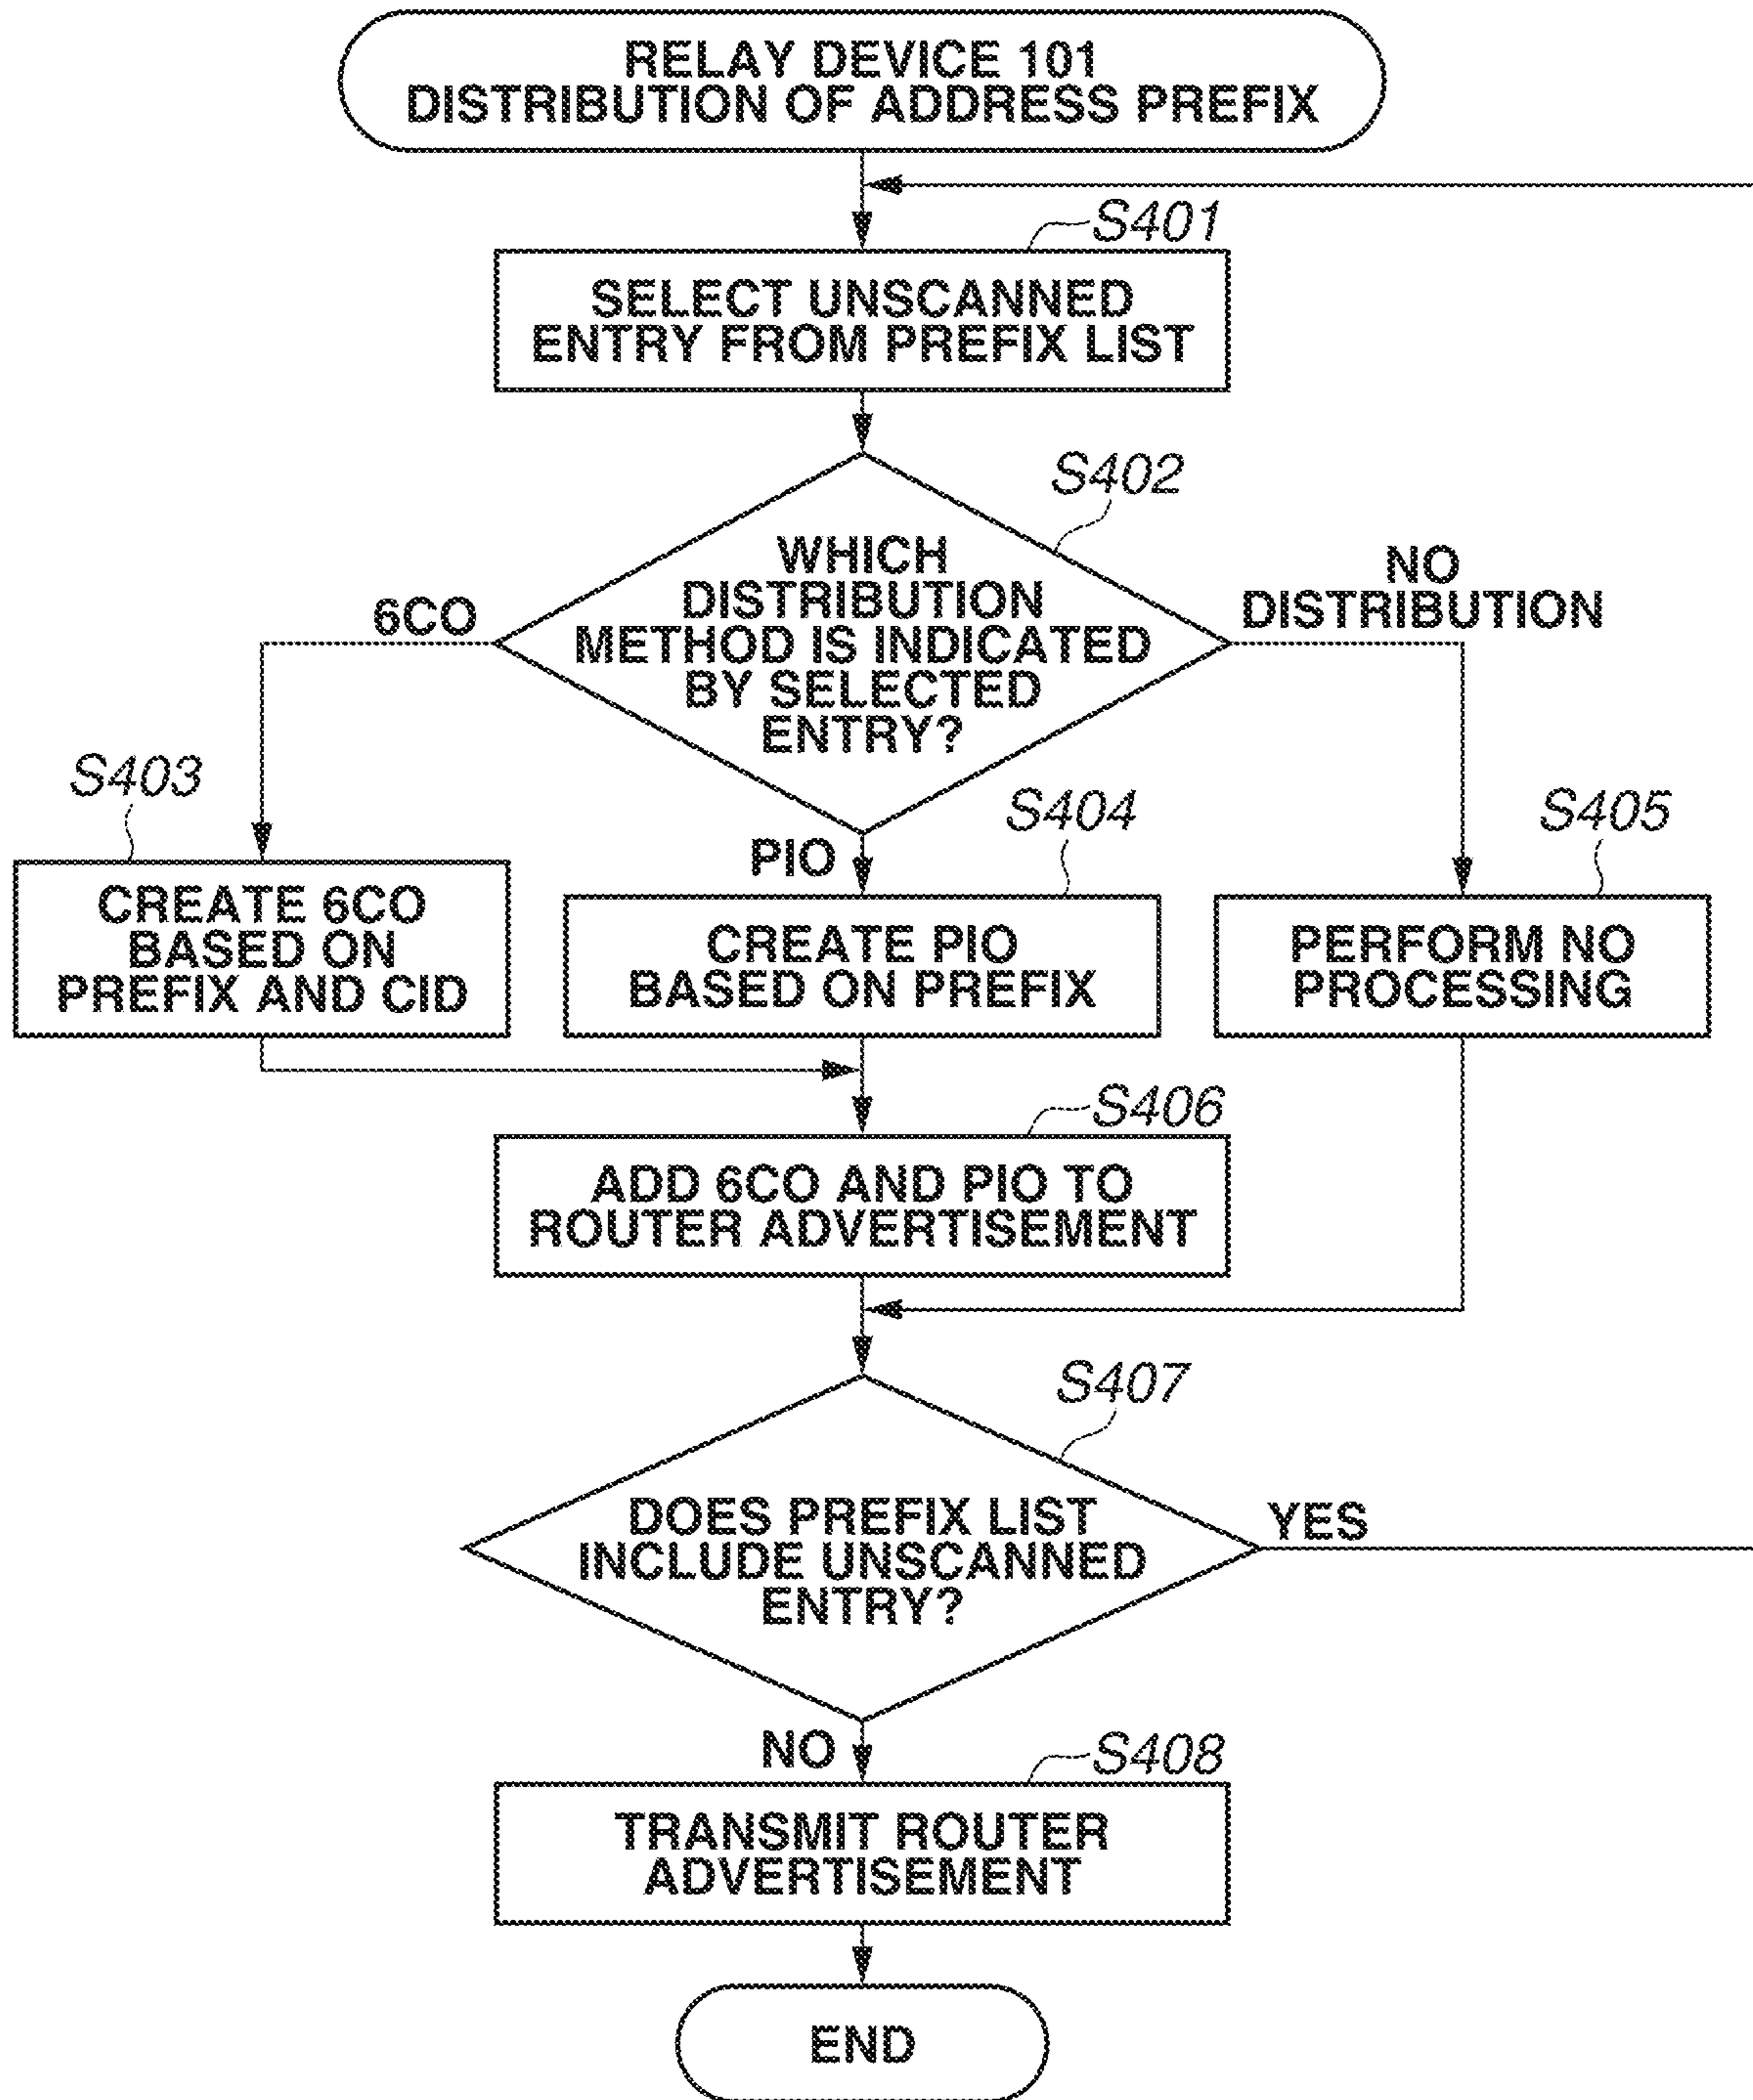 RELAY DEVICE 101
DISTRIBUTION OF ADDRESS PREFIX
S401
SELECT UNSCANNED
ENTRY FROM PREFIX LIST
S402
WHICH
DISTRIBUTION
METHOD IS INDICATED
BY SELECTED
ENTRY?
6CO
NO
DISTRIBUTION
S403
CREATE 6CO
BASED ON
PREFIX AND CID
PIO
S404
CREATE PIO
BASED ON PREFIX
S405
PERFORM NO
PROCESSING
S406
ADD 6CO AND PIO TO
ROUTER ADVERTISEMENT
S407
DOES PREFIX LIST
INCLUDE UNSCANNED
ENTRY?
YES
NO
S408
TRANSMIT ROUTER
ADVERTISEMENT
END